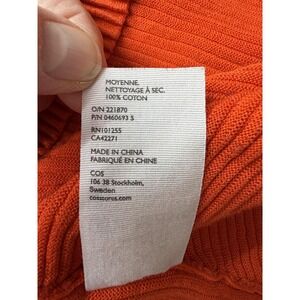 MOYENNE.
NETTOYAGE À SEC.
100% COTON
O/N 221870
P/N 0460693 S
RN101255
CA42271
MADE IN CHINA
FABRIQUÉ EN CHINE
COS
106 38 Stockholm,
Sweden
cosstores.com